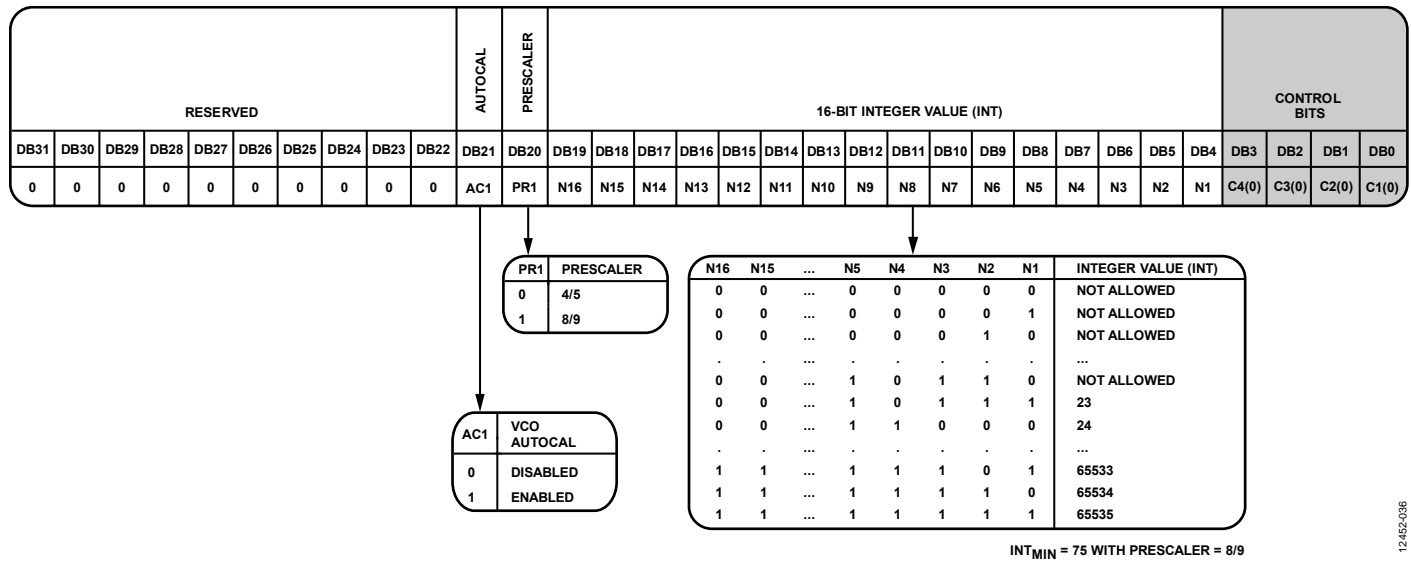 RESERVED AUTOCAL PRESCALER 16-BIT INTEGER VALUE (INT) CONTROL BITS
DB31 DB30 DB29 DB28 DB27 DB26 DB25 DB24 DB23 DB22 DB21 DB20 DB19 DB18 DB17 DB16 DB15 DB14 DB13 DB12 DB11 DB10 DB9 DB8 DB7 DB6 DB5 DB4 DB3 DB2 DB1 DB0
0 0 0 0 0 0 0 0 0 0 AC1 PR1 N16 N15 N14 N13 N12 N11 N10 N9 N8 N7 N6 N5 N4 N3 N2 N1 C4(0) C3(0) C2(0) C1(0)
PR1 PRESCALER
0 4/5
1 8/9
AC1 VCO
AUTOCAL
0 DISABLED
1 ENABLED
N16 N15 ... N5 N4 N3 N2 N1 INTEGER VALUE (INT)
0 0 ... 0 0 0 0 0 NOT ALLOWED
0 0 ... 0 0 0 0 1 NOT ALLOWED
0 0 ... 0 0 0 1 0 NOT ALLOWED
. . ... . . . . . ...
0 0 ... 1 0 1 1 0 NOT ALLOWED
0 0 ... 1 0 1 1 1 23
0 0 ... 1 1 0 0 0 24
. . ... . . . . . ...
1 1 ... 1 1 1 0 1 65533
1 1 ... 1 1 1 1 0 65534
1 1 ... 1 1 1 1 1 65535
INTMIN = 75 WITH PRESCALER = 8/9
12452-036